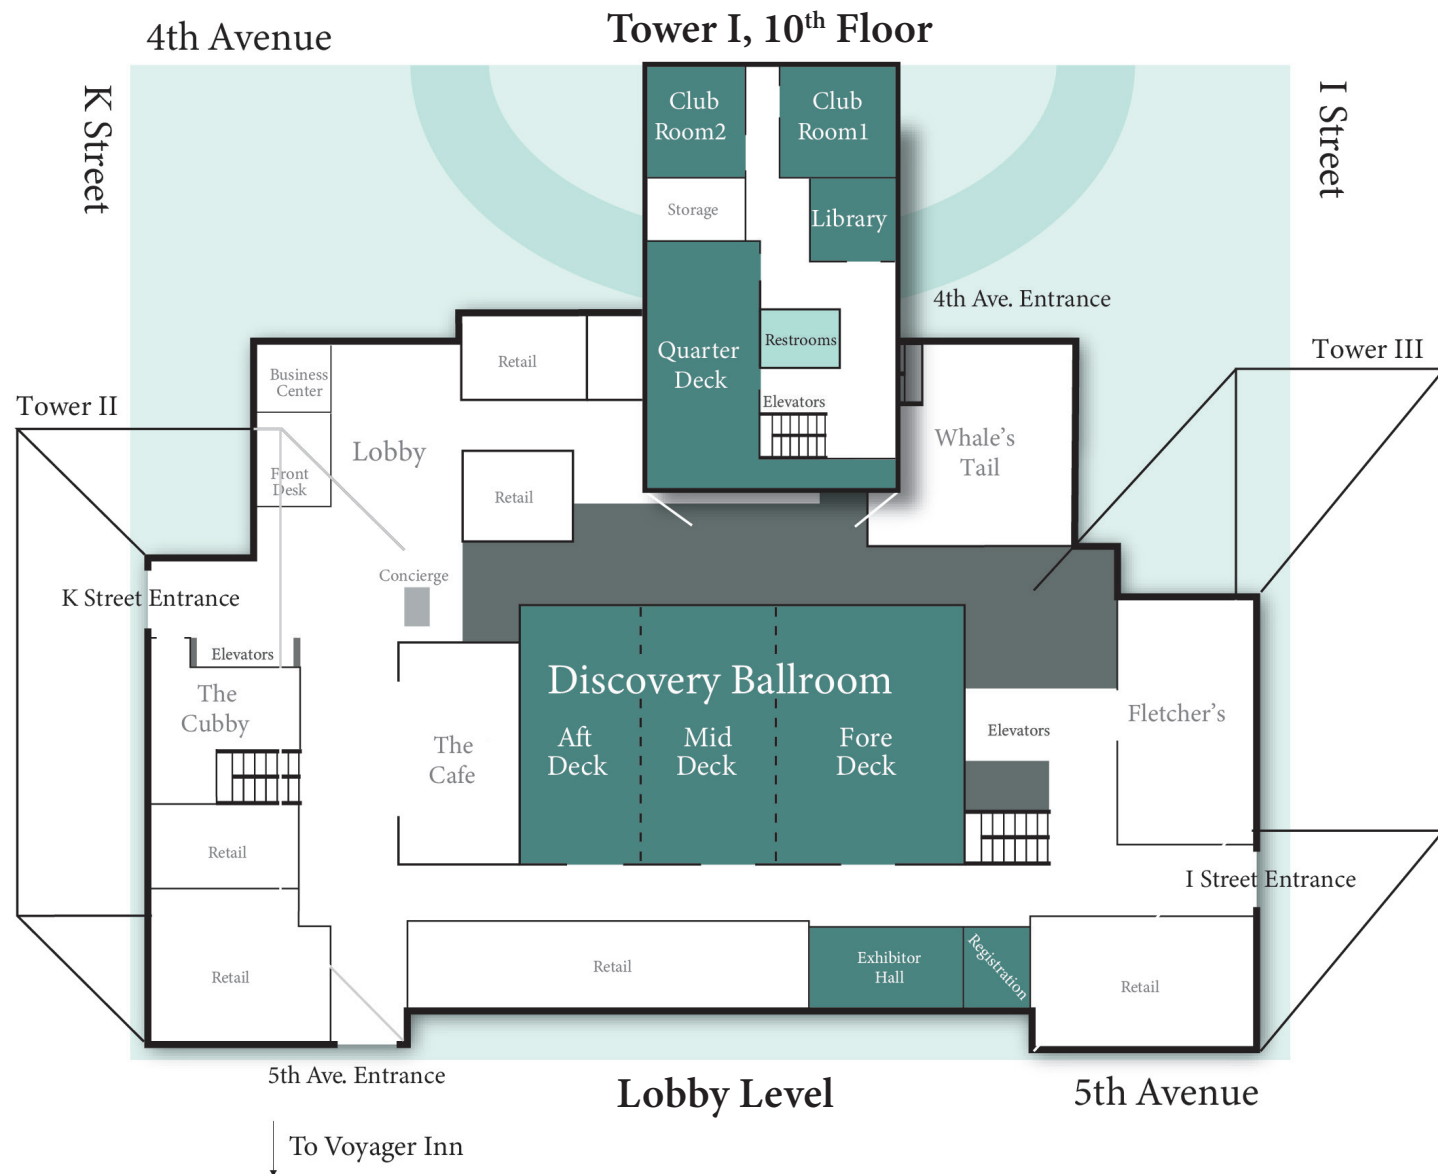 Tower I, 10th Floor
4th Avenue
K Street
I Street
Club
Room2
Club
Room1
Storage
Library
4th Ave. Entrance
Restrooms
Quarter
Deck
Elevators
Retail
Business
Center
Tower III
Tower II
Lobby
Whale's
Tail
Front
Desk
Retail
Concierge
K Street Entrance
Elevators
The
Cubby
Discovery Ballroom
Aft
Deck
Mid
Deck
Fore
Deck
The
Cafe
Elevators
Fletcher's
Retail
I Street Entrance
Retail
Retail
Exhibitor
Hall
Registration
Retail
5th Ave. Entrance
Lobby Level
5th Avenue
To Voyager Inn